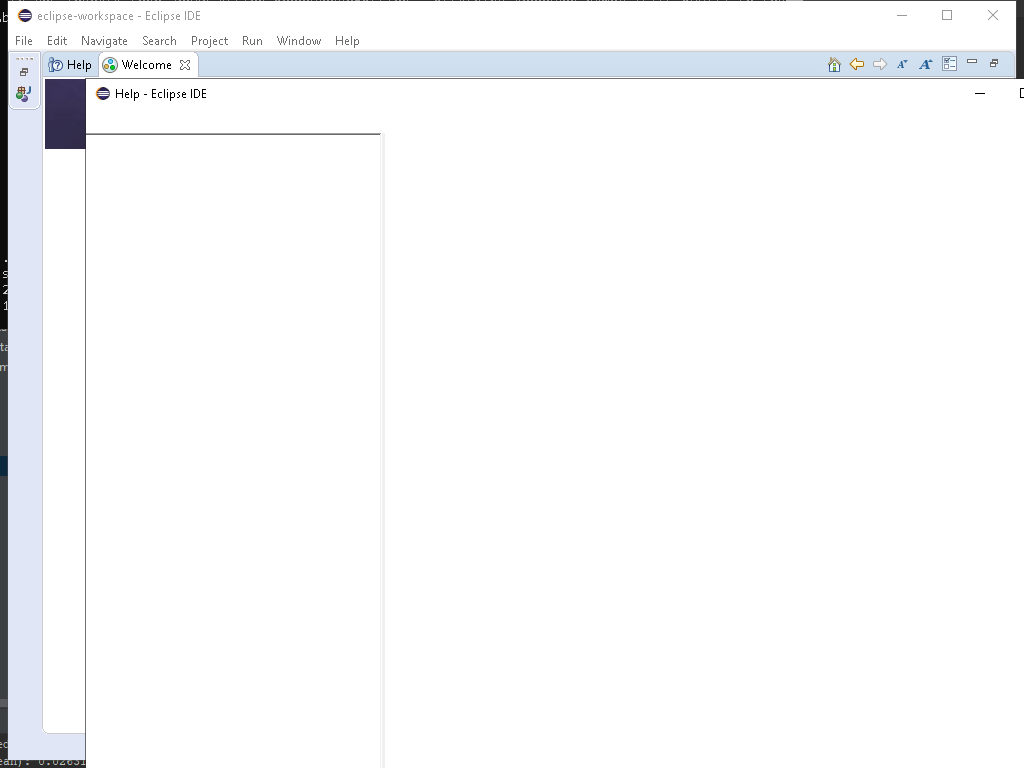 eclipse-workspace - Eclipse IDE
File Edit Navigate Search Project Run Window Help
Help Welcome
Help - Eclipse IDE